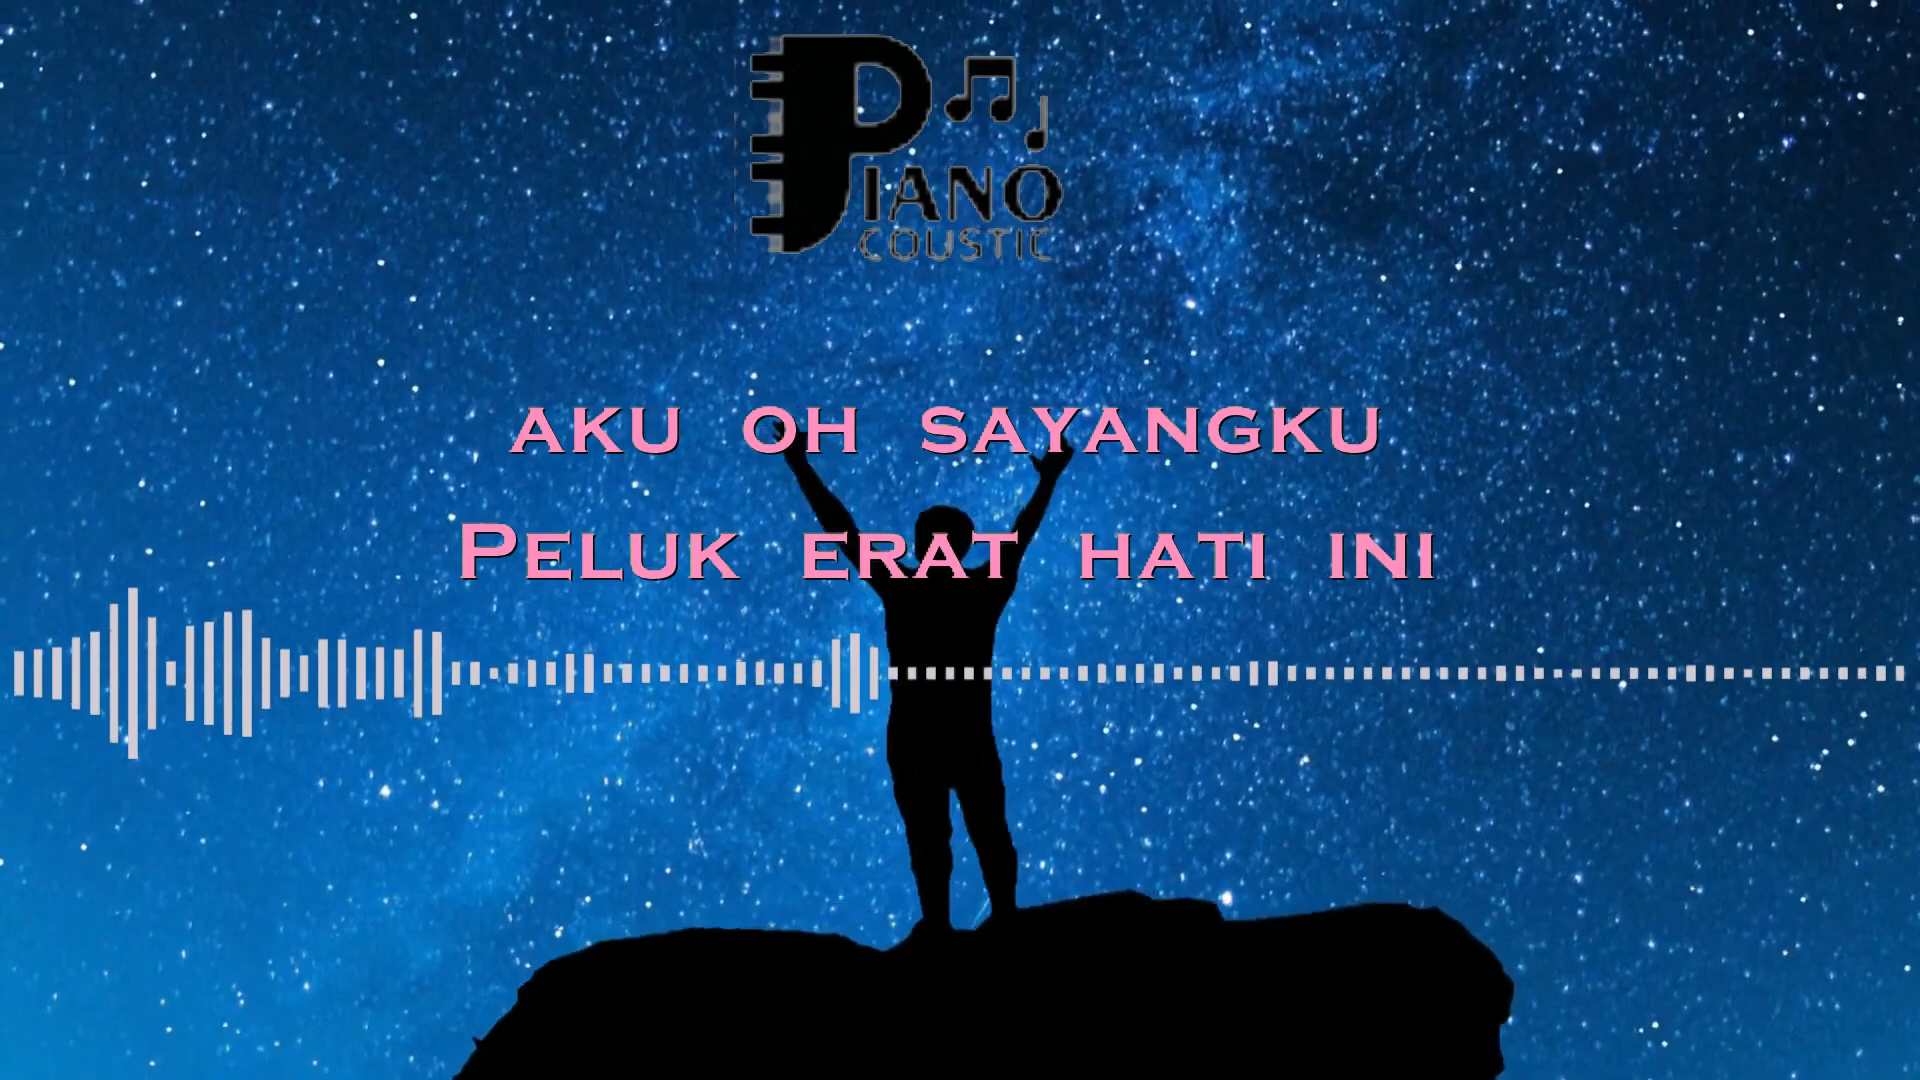 PIANO
COUSTIC
AKU OH SAYANGKU
PELUK ERAT HATI INI